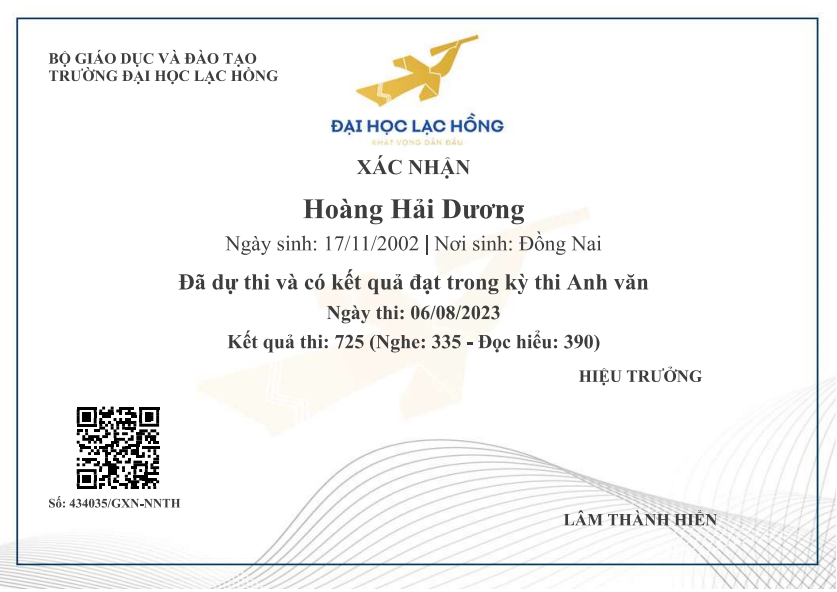 BỘ GIÁO DỤC VÀ ĐÀO TẠO
TRƯỜNG ĐẠI HỌC LẠC HỒNG
ĐẠI HỌC LẠC HỒNG
KHÁT VỌNG DẪN ĐẦU
XÁC NHẬN
Hoàng Hải Dương
Ngày sinh: 17/11/2002 | Nơi sinh: Đồng Nai
Đã dự thi và có kết quả đạt trong kỳ thi Anh văn
Ngày thi: 06/08/2023
Kết quả thi: 725 (Nghe: 335 - Đọc hiểu: 390)
HIỆU TRƯỞNG
Số: 434035/GXN-NNTH
LÂM THÀNH HIỂN